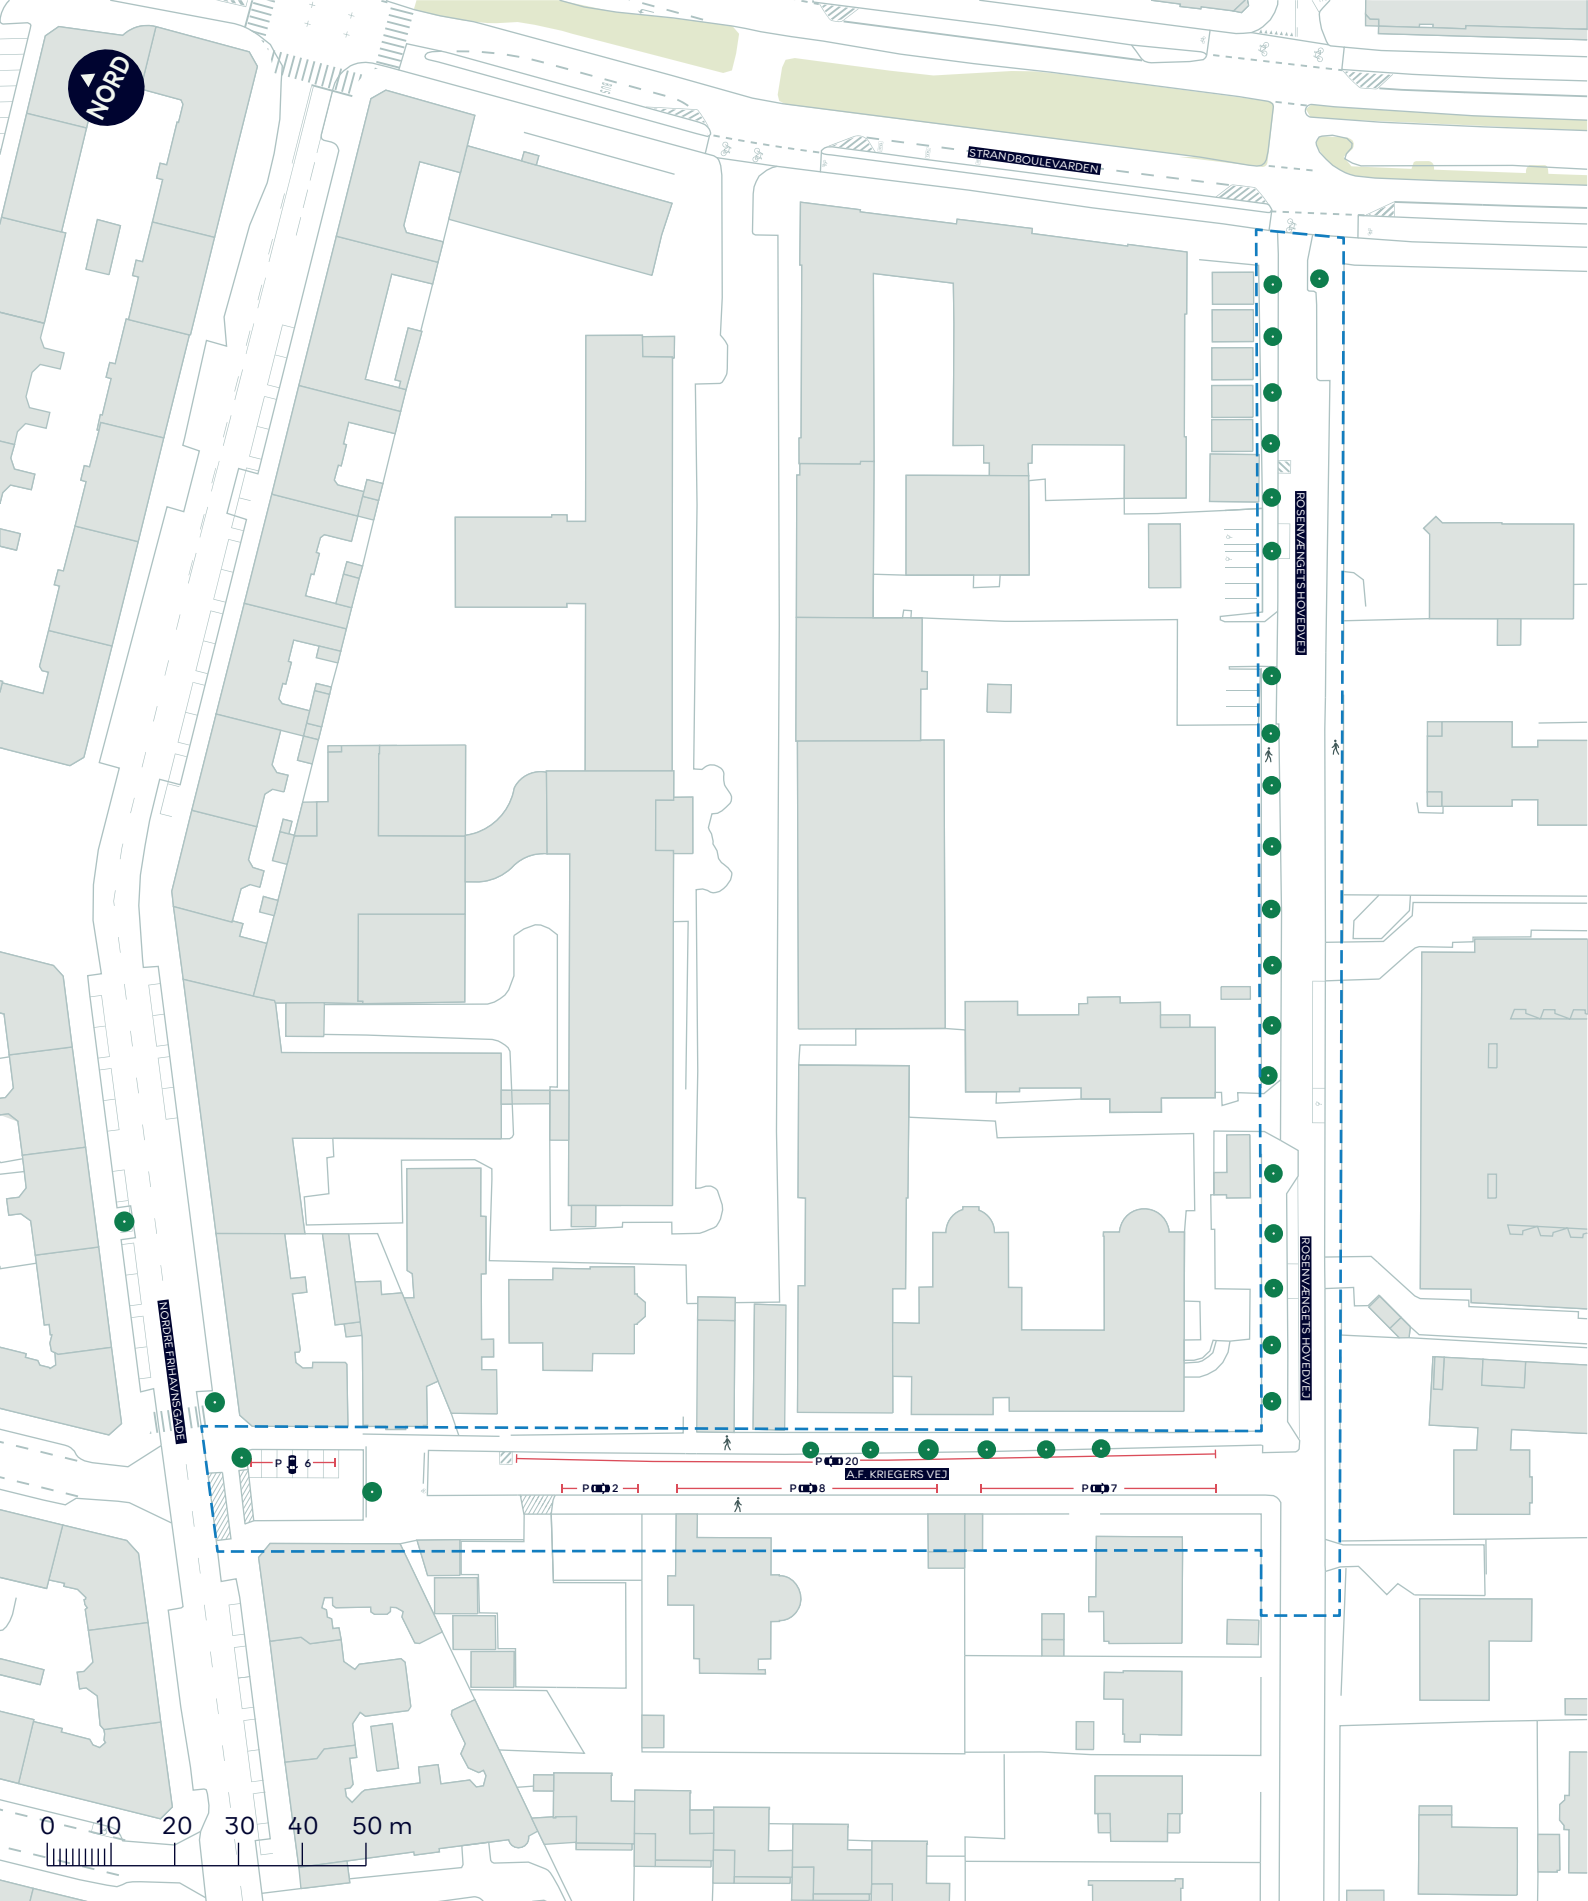 NORD
STRANDBOULEVARDEN
ROSENVÆNGETS HOVEDVEJ
ROSENVÆNGETS HOVEDVEJ
NORDRE FRIHAVNSGADE
P 6
P 20
A.F. KRIEGERS VEJ
P 2
P 8
P 7
0 10 20 30 40 50 m